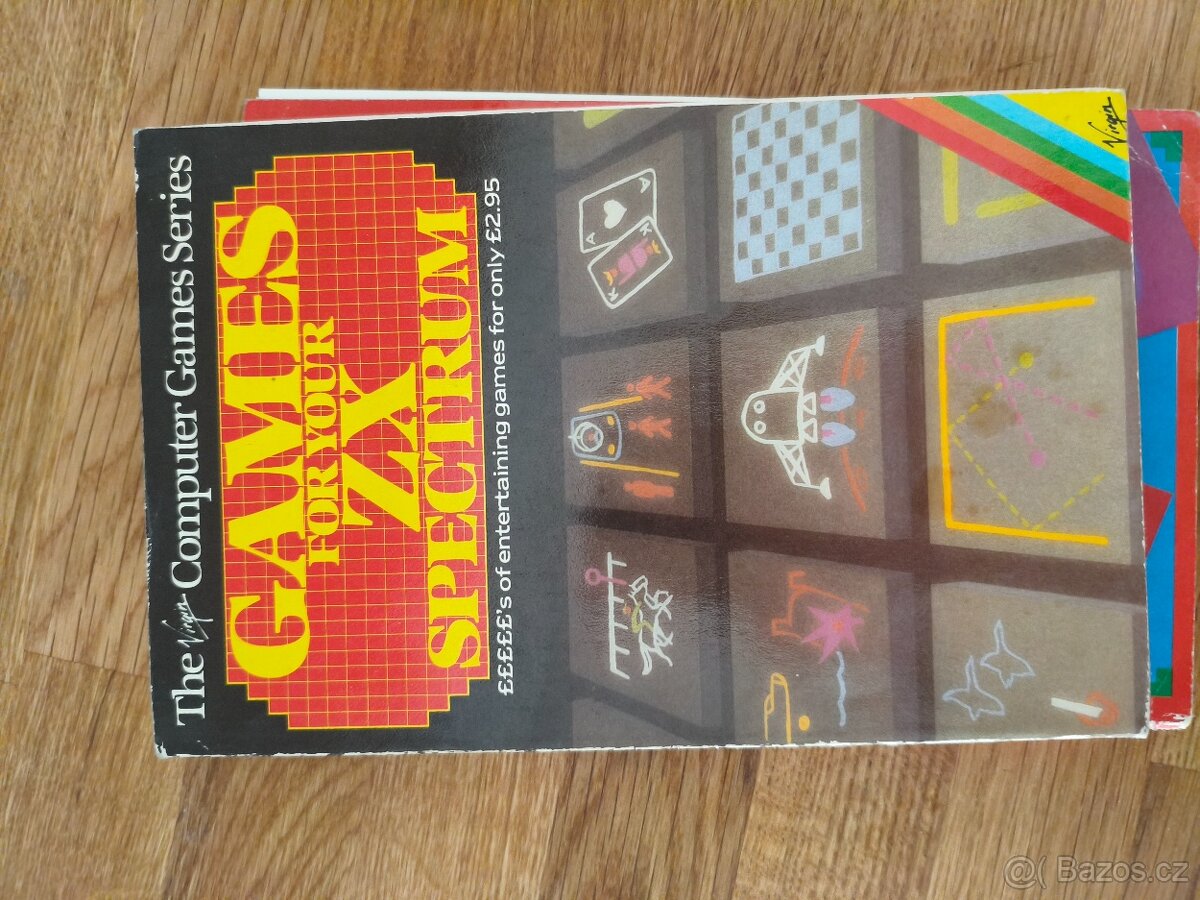 The Virgin Computer Games Series
GAMES
FOR YOUR
ZX
SPECTRUM
£££££'s of entertaining games for only £2.95
A
A
K
K
Virgin
Bazos.cz